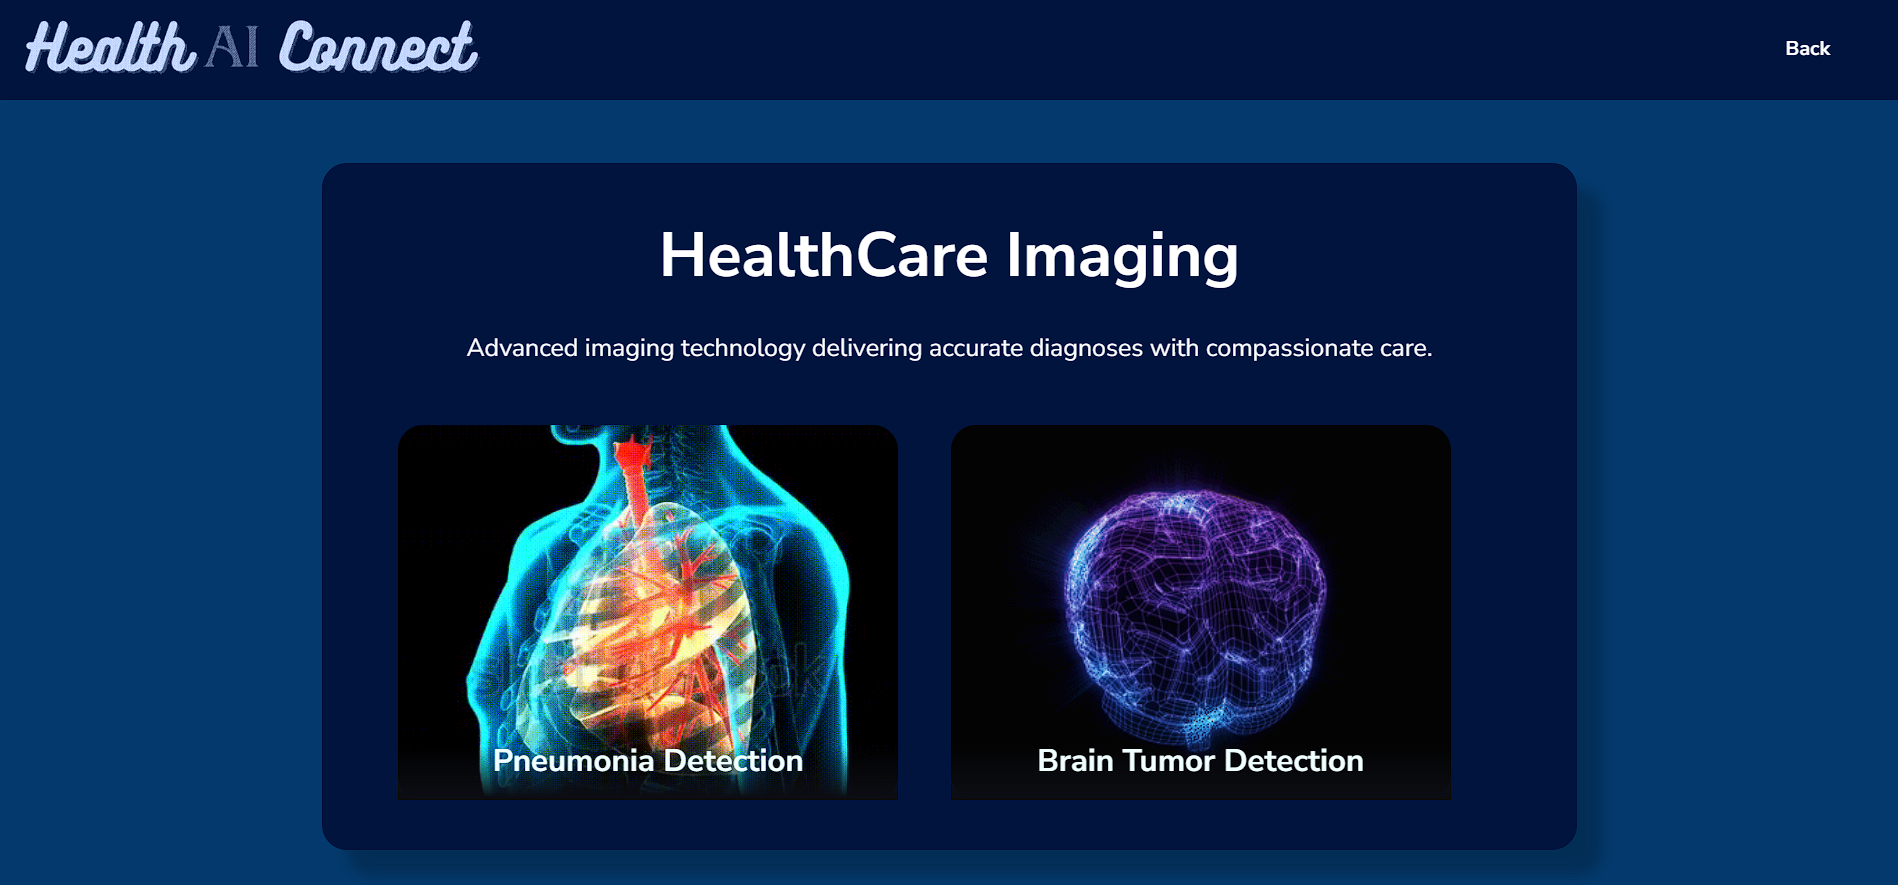 Health AI Connect
Back
HealthCare Imaging
Advanced imaging technology delivering accurate diagnoses with compassionate care.
Pneumonia Detection
Brain Tumor Detection